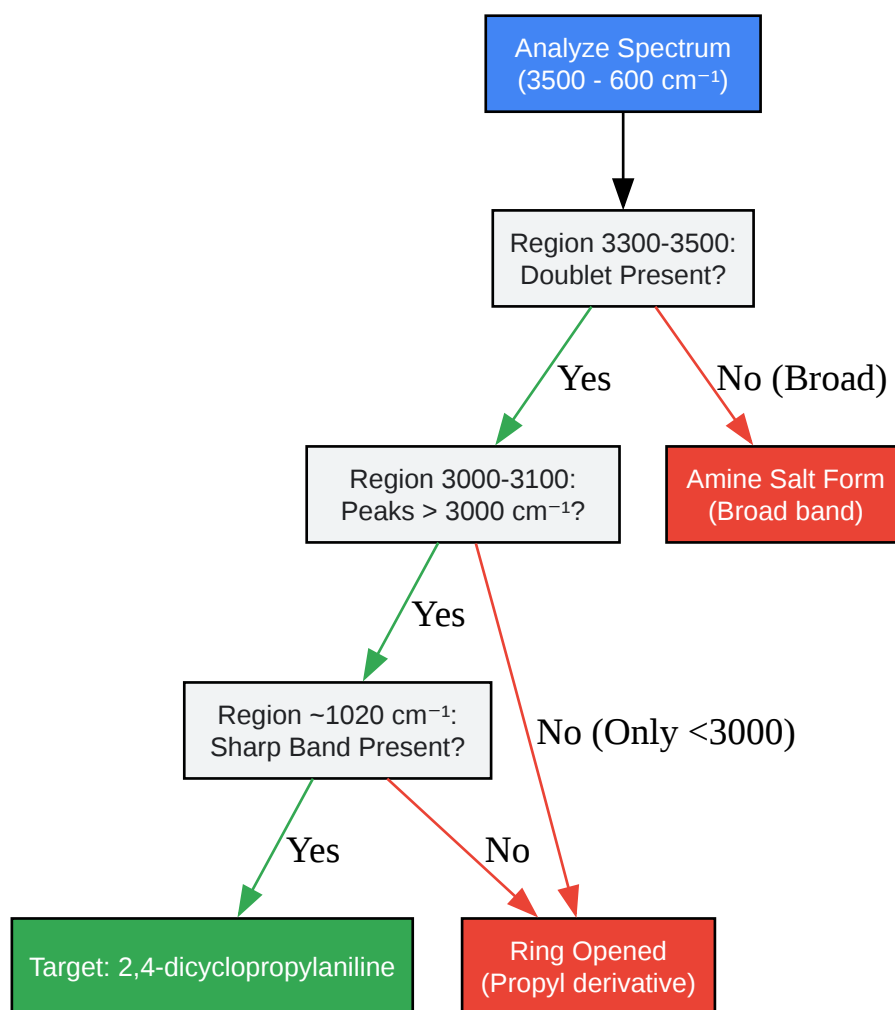 Analyze Spectrum
(3500 - 600 cm⁻¹)
Region 3300-3500:
Doublet Present?
Yes
No (Broad)
Region 3000-3100:
Peaks > 3000 cm⁻¹?
Amine Salt Form
(Broad band)
Yes
Region ~1020 cm⁻¹:
Sharp Band Present?
No (Only <3000)
Yes
No
Target: 2,4-dicyclopropylaniline
Ring Opened
(Propyl derivative)